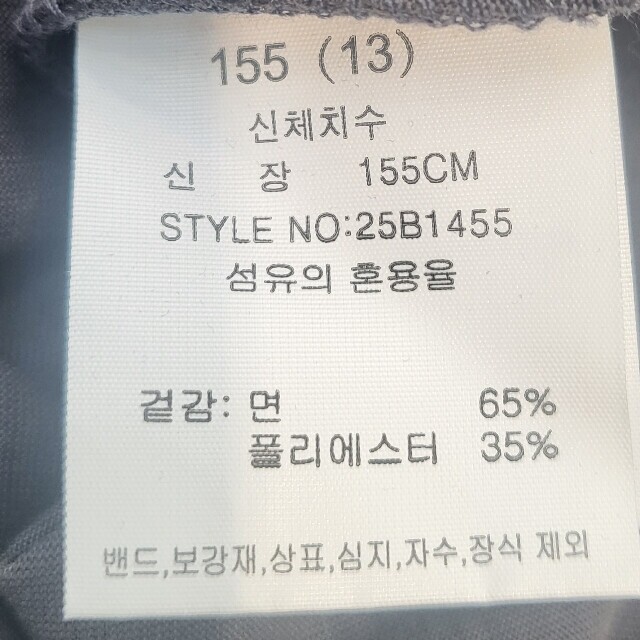 155 (13)
신체치수
신 장 155CM
STYLE NO:25B1455
섬유의 혼용율
겉감: 면 65%
폴리에스터 35%
밴드,보강재,상표,심지,자수,장식 제외